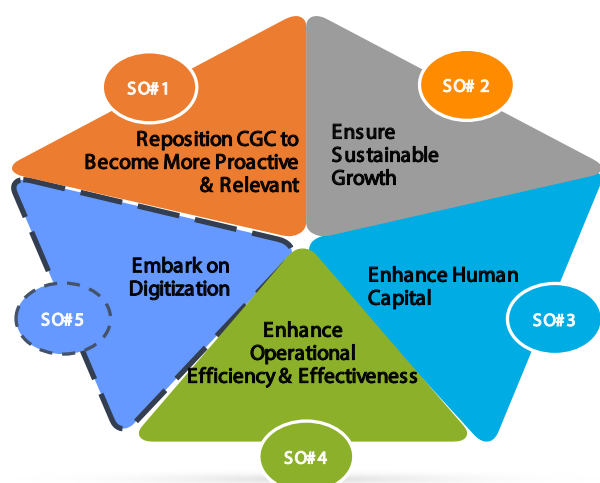 SO#1
Reposition CGC to
Become More Proactive
& Relevant
SO# 2
Ensure
Sustainable
Growth
SO#3
Enhance Human
Capital
SO#4
Enhance
Operational
Efficiency & Effectiveness
SO#5
Embark on
Digitization